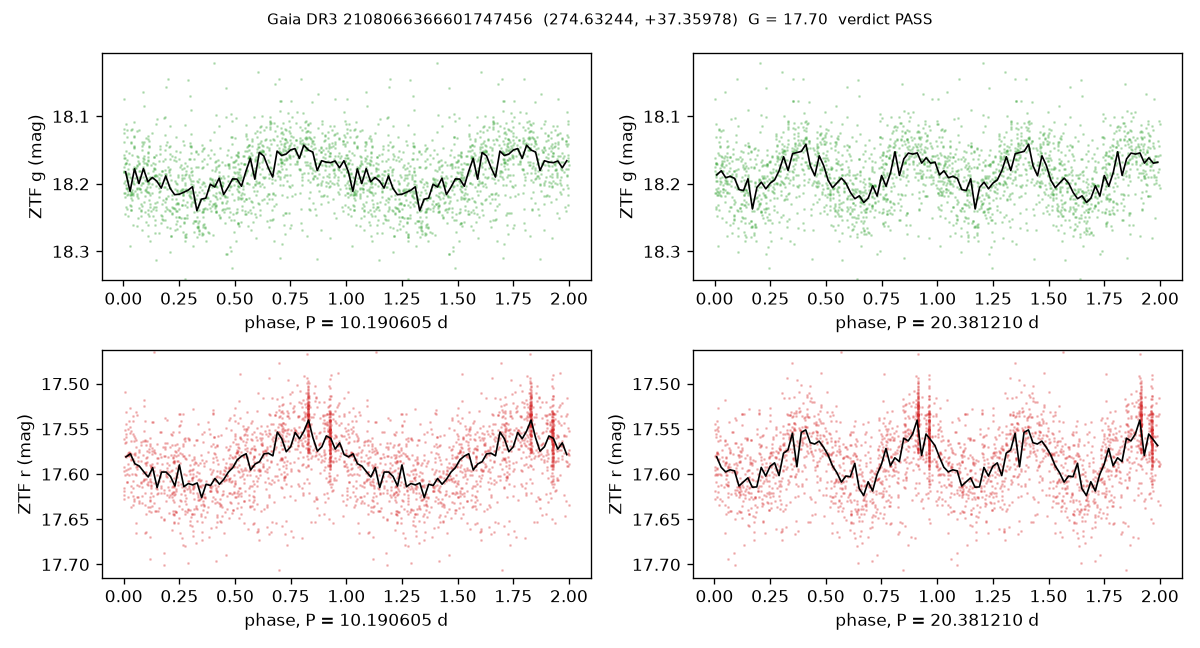 Gaia DR3 2108066366601747456  (274.63244, +37.35978)  G = 17.70  verdict PASS
ZTF g (mag)
18.1
18.2
18.3
0.00 0.25 0.50 0.75 1.00 1.25 1.50 1.75 2.00
phase, P = 10.190605 d
ZTF g (mag)
18.1
18.2
18.3
0.00 0.25 0.50 0.75 1.00 1.25 1.50 1.75 2.00
phase, P = 20.381210 d
ZTF r (mag)
17.50
17.55
17.60
17.65
17.70
0.00 0.25 0.50 0.75 1.00 1.25 1.50 1.75 2.00
phase, P = 10.190605 d
ZTF r (mag)
17.50
17.55
17.60
17.65
17.70
0.00 0.25 0.50 0.75 1.00 1.25 1.50 1.75 2.00
phase, P = 20.381210 d